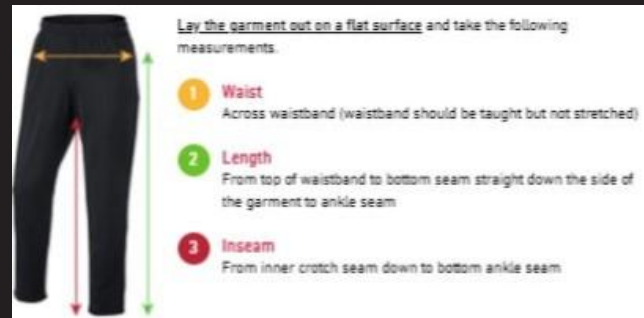 Lay the garment out on a flat surface and take the following
measurements.
1
Waist
Across waistband (waistband should be taught but not stretched)
2
Length
From top of waistband to bottom seam straight down the side of
the garment to ankle seam
3
Inseam
From inner crotch seam down to bottom ankle seam